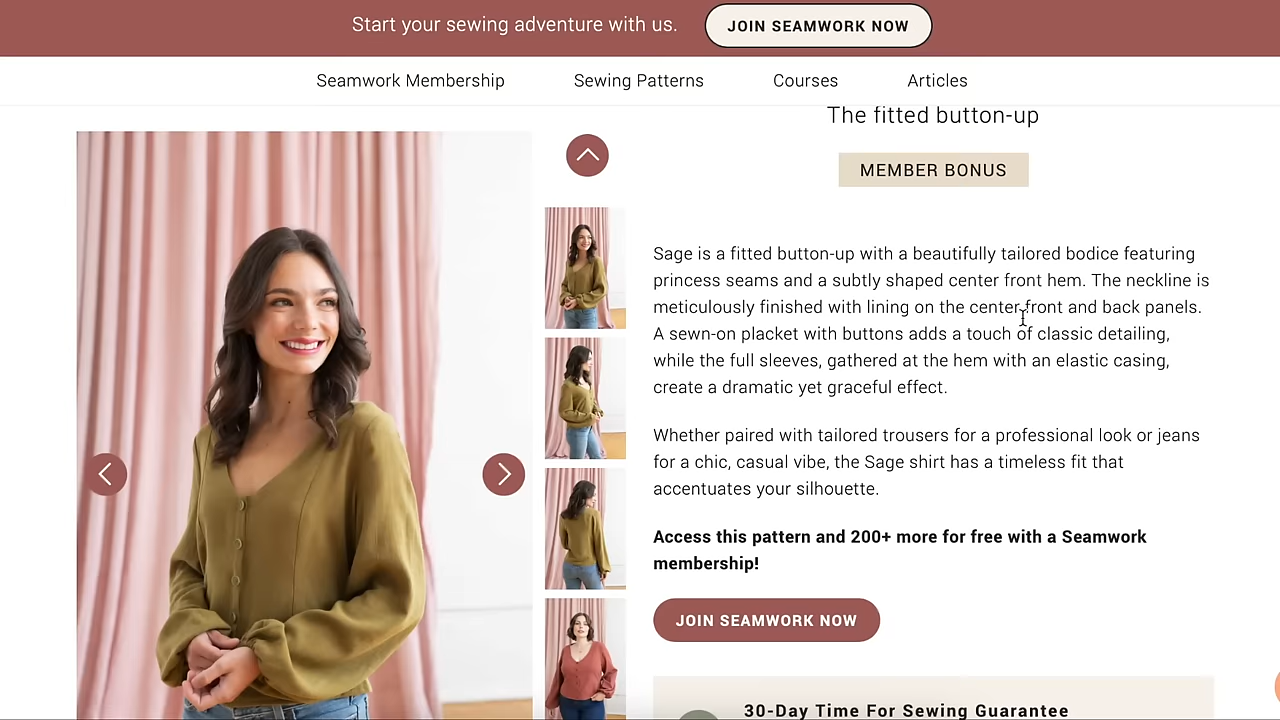 Start your sewing adventure with us.
JOIN SEAMWORK NOW
Seamwork Membership
Sewing Patterns
Courses
Articles
The fitted button-up
MEMBER BONUS
Sage is a fitted button-up with a beautifully tailored bodice featuring
princess seams and a subtly shaped center front hem. The neckline is
meticulously finished with lining on the center front and back panels.
A sewn-on placket with buttons adds a touch of classic detailing,
while the full sleeves, gathered at the hem with an elastic casing,
create a dramatic yet graceful effect.
Whether paired with tailored trousers for a professional look or jeans
for a chic, casual vibe, the Sage shirt has a timeless fit that
accentuates your silhouette.
Access this pattern and 200+ more for free with a Seamwork
membership!
JOIN SEAMWORK NOW
30-Day Time For Sewing Guarantee